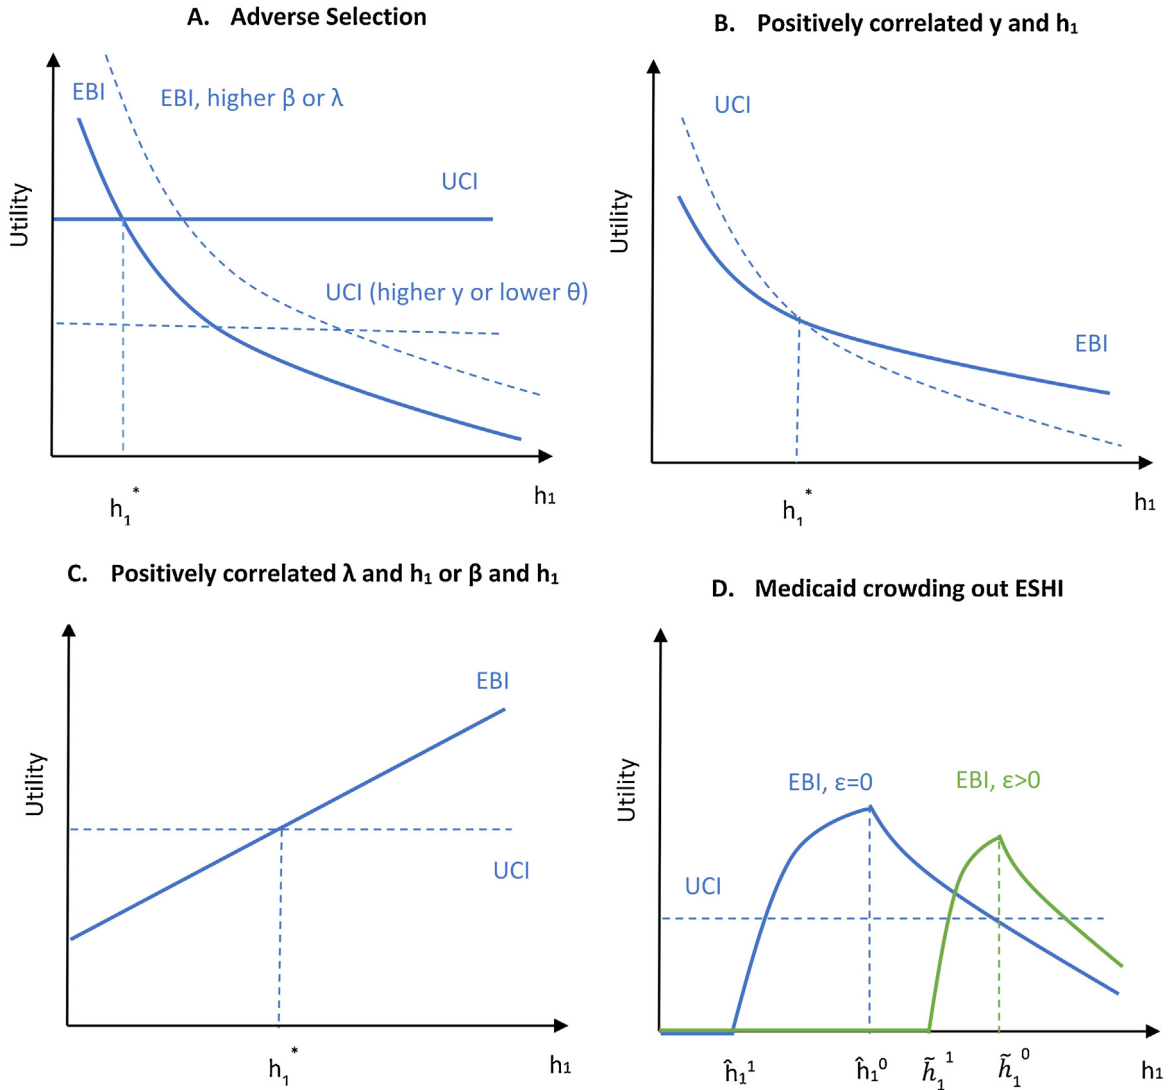 A. Adverse Selection
EBI
EBI, higher β or λ
UCI
UCI (higher y or lower θ)
Utility
h₁*
h₁
B. Positively correlated y and h₁
UCI
EBI
Utility
h₁*
h₁
C. Positively correlated λ and h₁ or β and h₁
EBI
UCI
Utility
h₁*
h₁
D. Medicaid crowding out ESHI
EBI, ε=0
EBI, ε>0
UCI
Utility
ĥ₁¹
ĥ₁⁰
h̃₁¹
h̃₁⁰
h₁